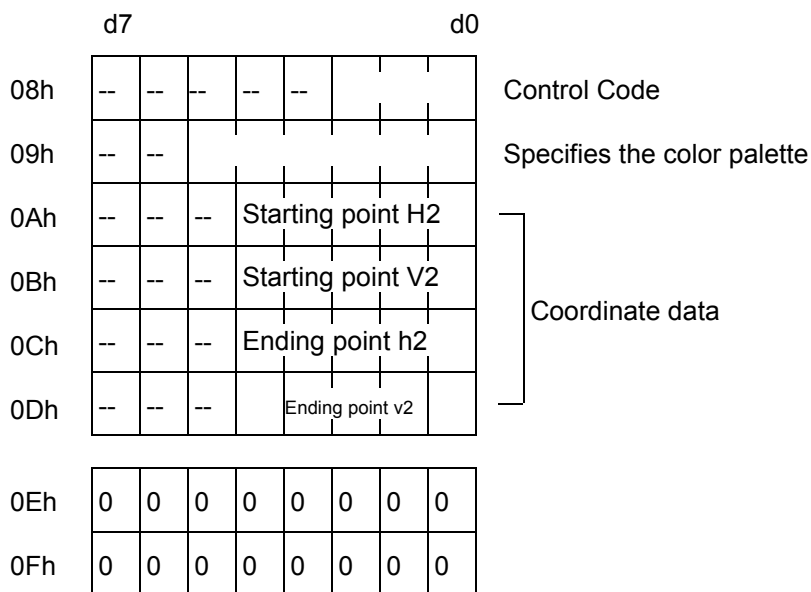 d7 d0
08h -- -- -- -- -- Control Code
09h -- -- Specifies the color palette
0Ah -- -- -- Starting point H2
0Bh -- -- -- Starting point V2
Coordinate data
0Ch -- -- -- Ending point h2
0Dh -- -- -- Ending point v2
0Eh 0 0 0 0 0 0 0 0
0Fh 0 0 0 0 0 0 0 0